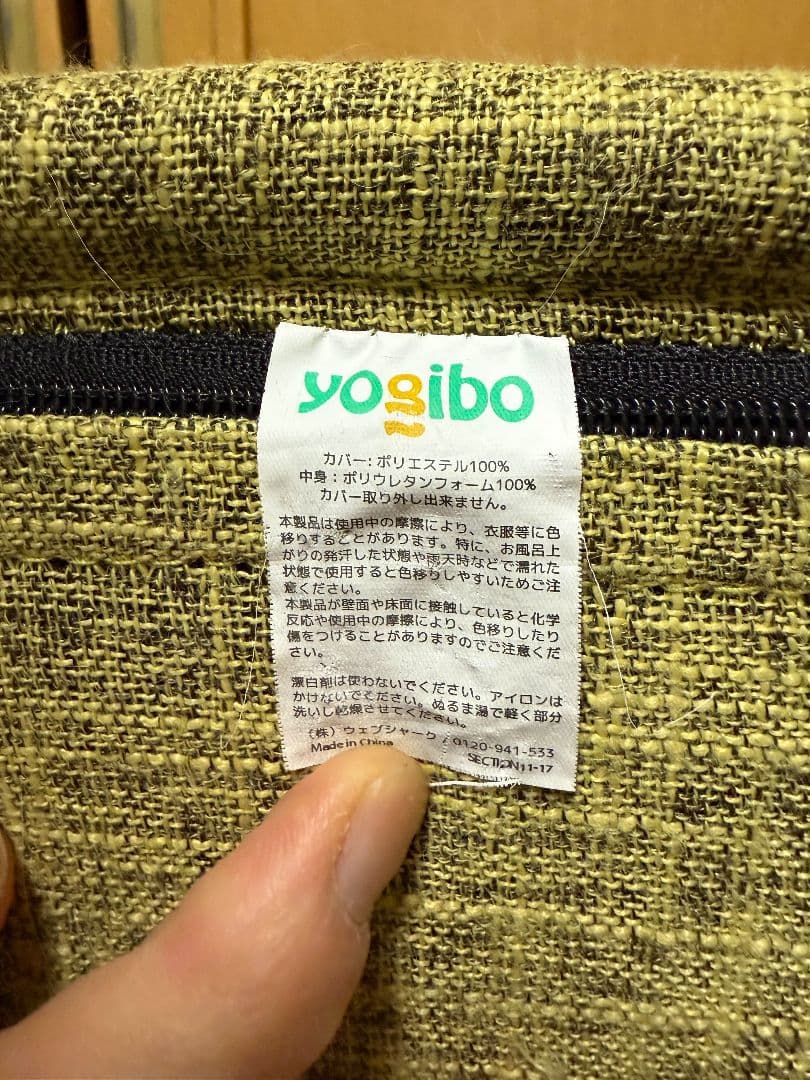 yogibo
カバー:ポリエステル100%
中身：ポリウレタンフォーム100%
カバー取り外し出来ません。
本製品は使用中の摩擦により、衣服等に色
移りすることがあります。特に、お風呂上
がりの発汗した状態や雨天時などで濡れた
状態で使用すると色移りしやすいためご注
意ください。
本製品が壁面や床面に接触していると化学
反応や使用中の摩擦により、色移りしたり
傷をつけることがありますのでご注意くだ
さい。
漂白剤は使わないでください。アイロンは
かけないでください。ぬるま湯で軽く部分
洗いし乾燥させてください。
（株）ウェブシャーク / 0120-941-533
Made in China
SECTION11-17